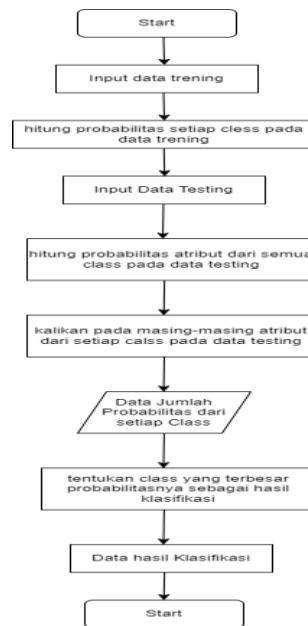 Start
Input data trening
hitung probabilitas setiap cless pada
data trening
Input Data Testing
hitung probabilitas atribut dari semua
class pada data testing
kalikan pada masing-masing atribut
dari setiap calss pada data testing
Data Jumlah
Probabilitas dari
setiap Class
tentukan class yang terbesar
probabilitasnya sebagai hasil
klasifikasi
Data hasil Klasifikasi
Start